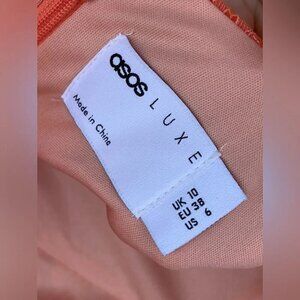 asos LUXE
Made in China
UK 10
EU 38
US 6